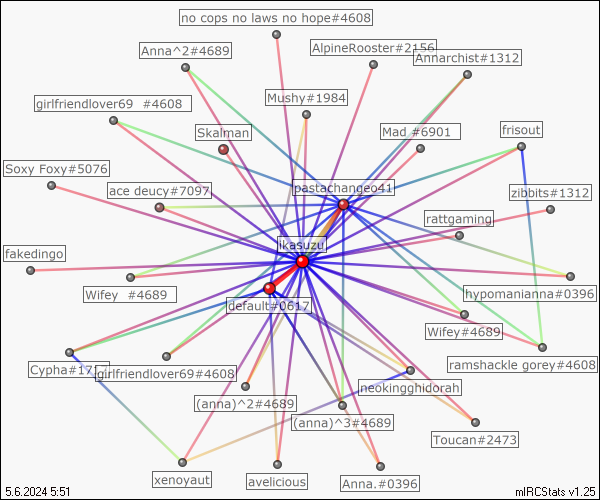 no cops no laws no hope#4608
Anna^2#4689
AlpineRooster#2156
Annarchist#1312
girlfriendlover69 #4608
Mushy#1984
Skalman
Mad #6901
frisout
Soxy Foxy#5076
ace deucy#7097
pastachangeo41
zibbits#1312
rattgaming
ikasuzu
fakedingo
Wifey #4689
hypomanianna#0396
default#0617
Wifey#4689
Cypha#171
girlfriendlover69#4608
ramshackle gorey#4608
neokingghidorah
(anna)^2#4689
(anna)^3#4689
Toucan#2473
xenoyaut
avelicious
Anna.#0396
5.6.2024 5:51
mIRCStats v1.25